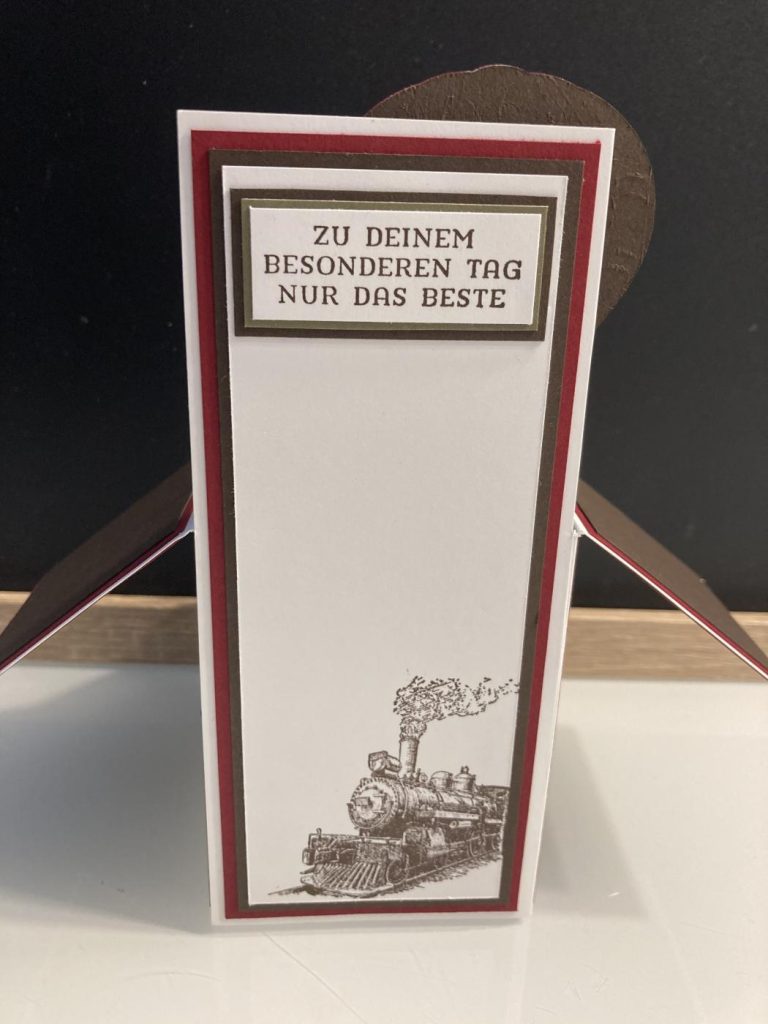 ZU DEINEM
BESONDEREN TAG
NUR DAS BESTE